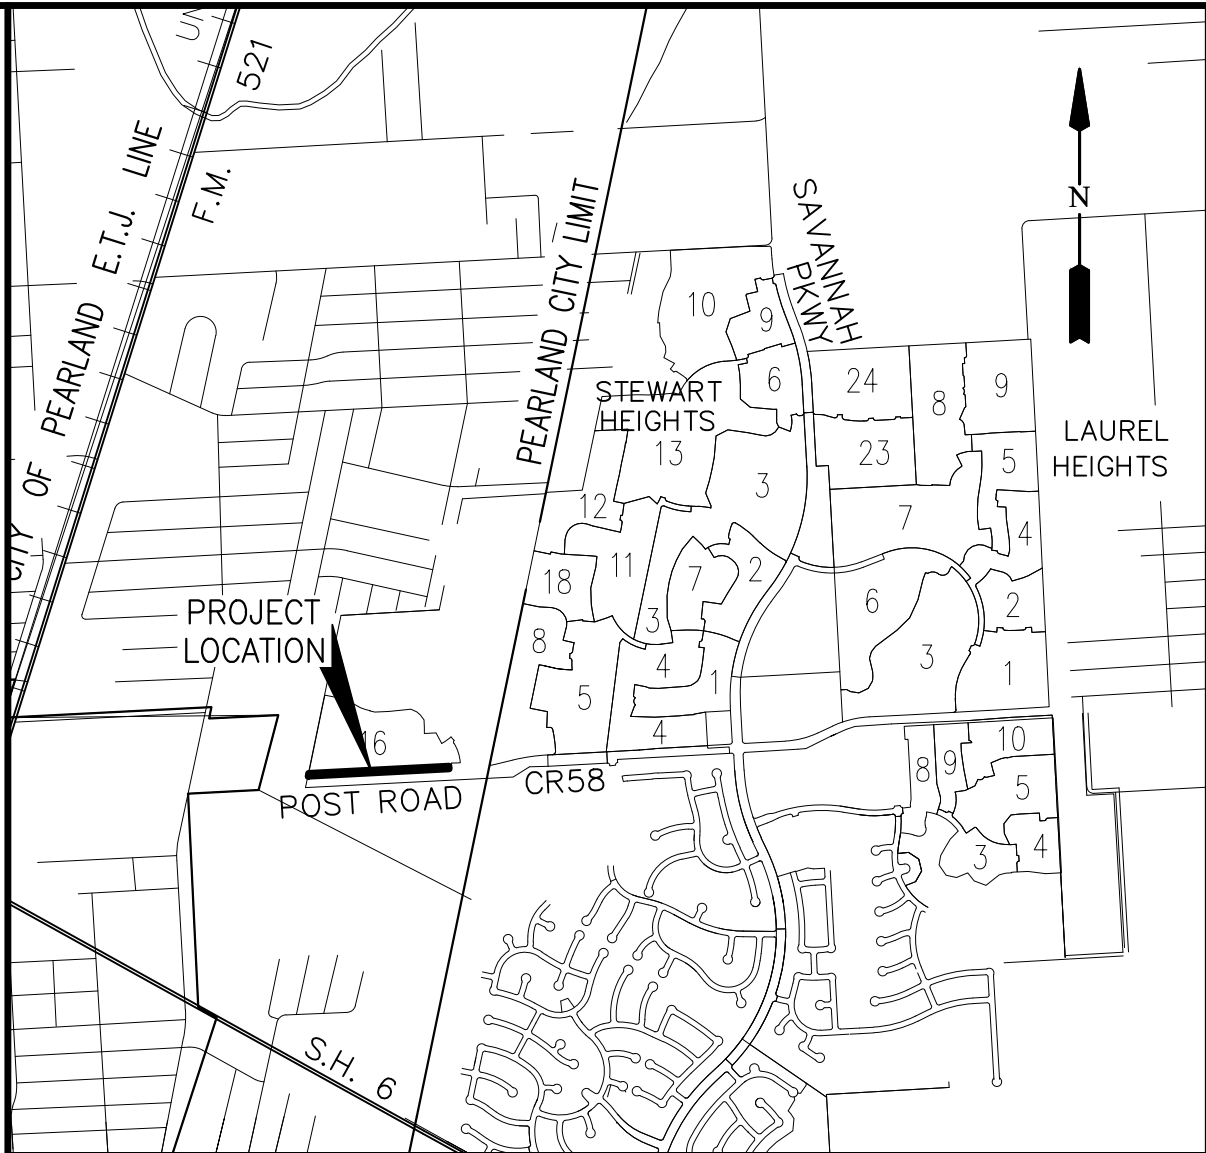 UN
521
F.M.
CITY OF PEARLAND E.T.J. LINE
PEARLAND CITY LIMIT
SAVANNAH
PKWY
N
10
9
6
24
8
9
STEWART
HEIGHTS
LAUREL
HEIGHTS
13
3
23
5
12
7
4
11
18
7
2
6
2
PROJECT
LOCATION
8
3
4
3
1
5
1
16
4
10
8
9
CR58
POST ROAD
5
3
4
S.H. 6